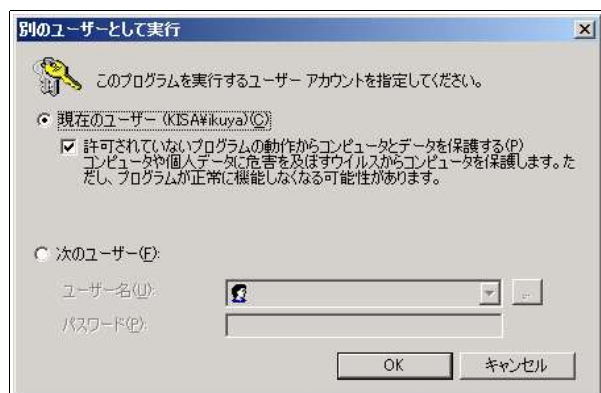 別のユーザーとして実行
このプログラムを実行するユーザー アカウントを指定してください。
現在のユーザー (KISA¥ikuya)(C)
許可されていないプログラムの動作からコンピュータとデータを保護する(P)
コンピュータや個人データに危害を及ぼすウイルスからコンピュータを保護します。た
だし、プログラムが正常に機能しなくなる可能性があります。
次のユーザー(F):
ユーザー名(U):
...
パスワード(P):
OK
キャンセル